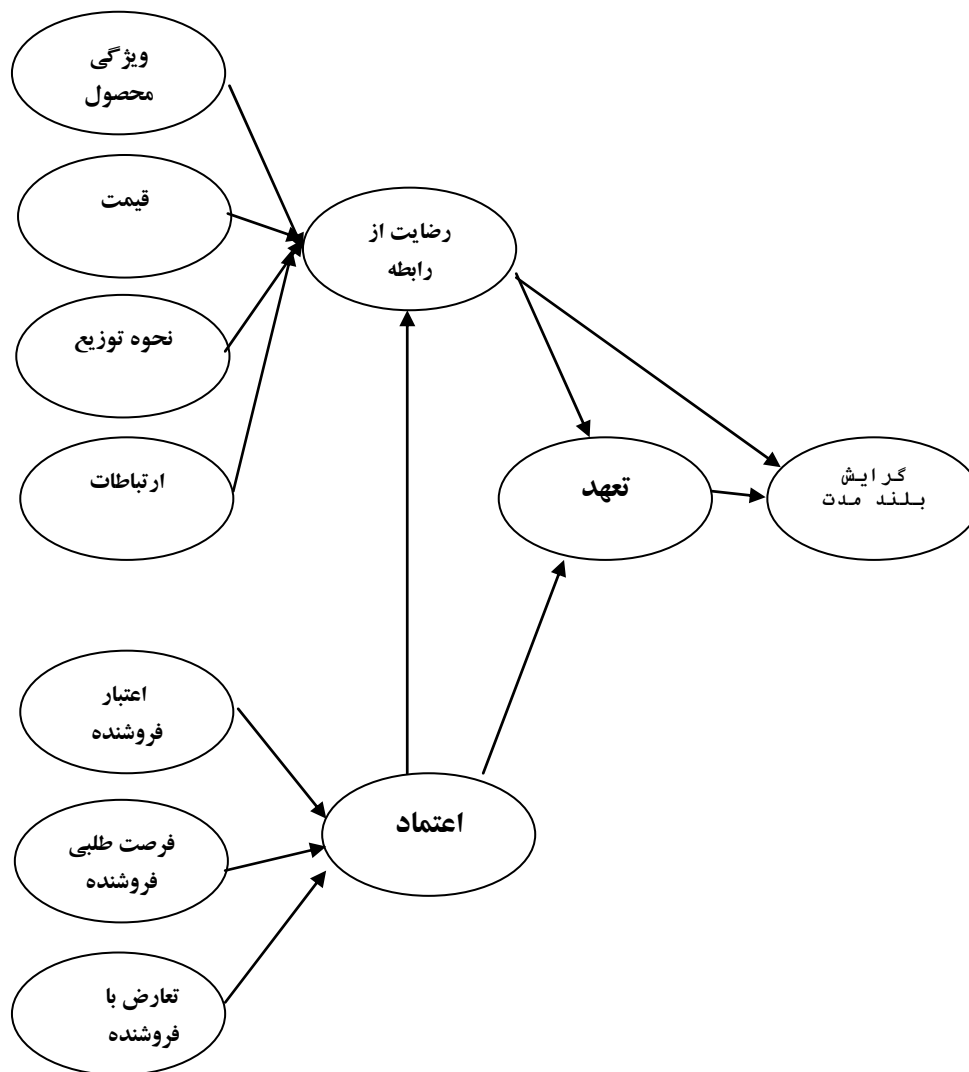 ویژگی
محصول
قیمت
نحوه توزیع
ارتباطات
رضایت از
رابطه
تعهد
گرایش
بلند مدت
اعتبار
فروشنده
فرصت طلبی
فروشنده
تعارض با
فروشنده
اعتماد